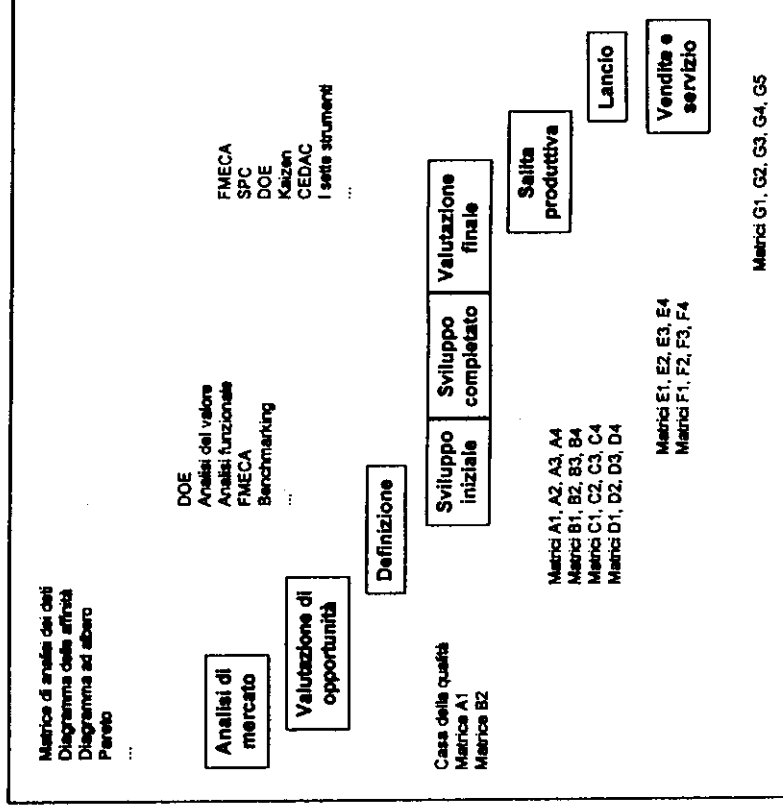 Matrice di analisi dei dati
Diagramma delle affinità
Diagramma ad albero
Pareto
...
DOE
Analisi del valore
Analisi funzionale
FMECA
Benchmarking
...
FMECA
SPC
DOE
Kaizen
CEDAC
I sette strumenti
...
Analisi di
mercato
Valutazione di
opportunità
Definizione
Sviluppo
iniziale
Sviluppo
completato
Valutazione
finale
Salita
produttiva
Lancio
Vendite e
servizio
Casa della qualità
Matrice A1
Matrice B2
Matrici A1, A2, A3, A4
Matrici B1, B2, B3, B4
Matrici C1, C2, C3, C4
Matrici D1, D2, D3, D4
Matrici E1, E2, E3, E4
Matrici F1, F2, F3, F4
Matrici G1, G2, G3, G4, G5